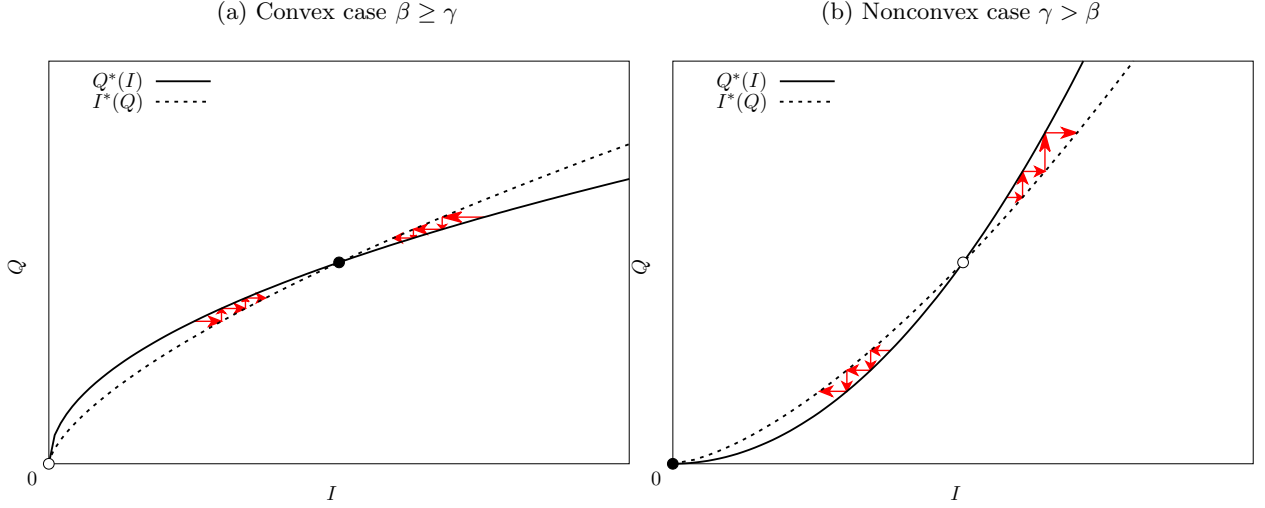 (a) Convex case β ≥ γ
Q*(I)
I*(Q)
Q
0
I
(b) Nonconvex case γ > β
Q*(I)
I*(Q)
Q
0
I